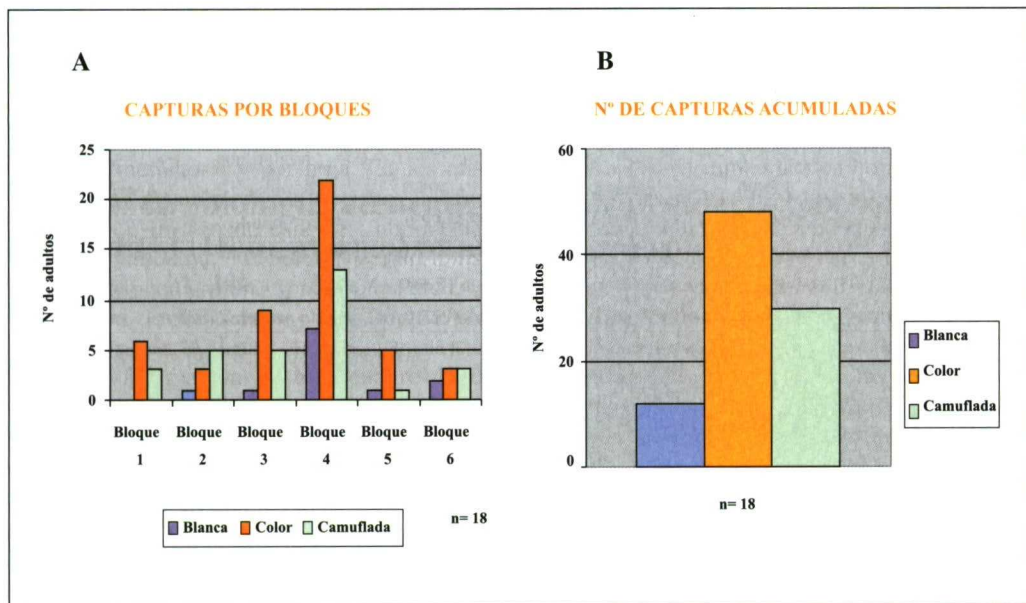 A
CAPTURAS POR BLOQUES
25
20
15
10
5
0
Nº de adultos
Bloque Bloque Bloque Bloque Bloque Bloque
1 2 3 4 5 6
Blanca Color Camuflada
n= 18
B
Nº DE CAPTURAS ACUMULADAS
60
40
20
0
Nº de adultos
n= 18
Blanca
Color
Camuflada